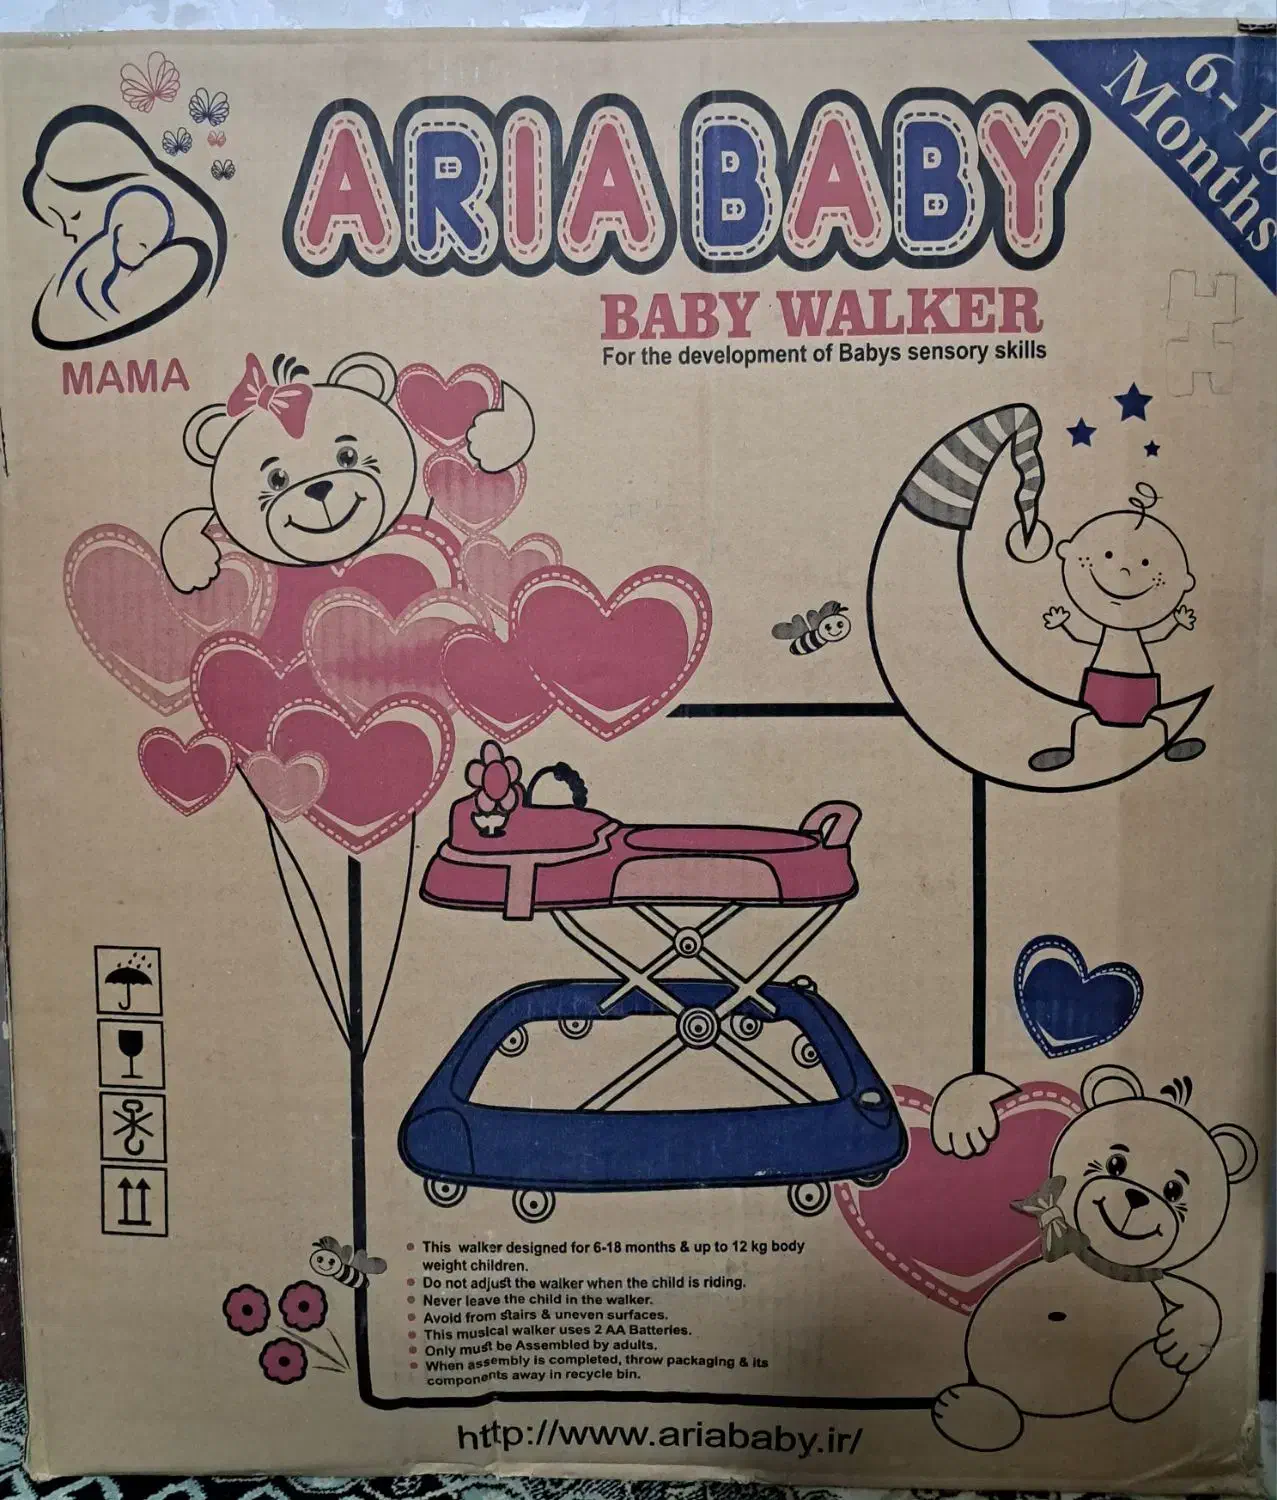 6-18
Months
ARIA BABY
BABY WALKER
For the development of Babys sensory skills
MAMA
This walker designed for 6-18 months & up to 12 kg body
weight children.
Do not adjust the walker when the child is riding.
Never leave the child in the walker.
Avoid from stairs & uneven surfaces.
This musical walker uses 2 AA Batteries.
Only must be Assembled by adults.
When assembly is completed, throw packaging & its
components away in recycle bin.
http://www.ariababy.ir/